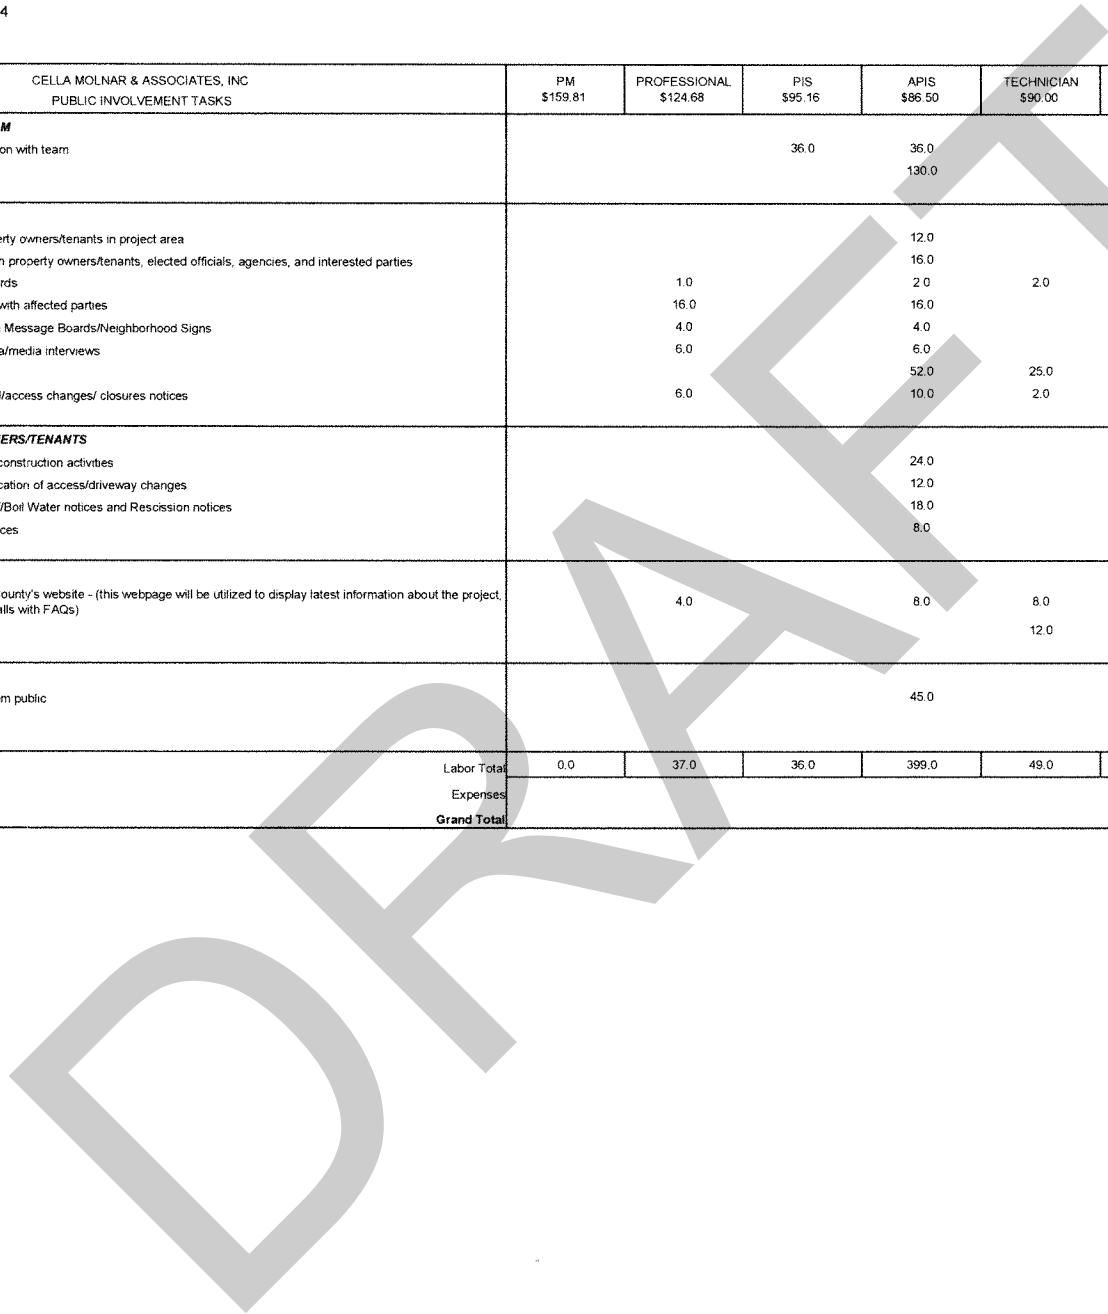 4
CELLA MOLNAR & ASSOCIATES, INC PM PROFESSIONAL PIS APIS TECHNICIAN
PUBLIC INVOLVEMENT TASKS $159.81 $124.68 $95.16 $86.50 $90.00
M
on with team 36.0 36.0
130.0
erty owners/tenants in project area 12.0
n property owners/tenants, elected officials, agencies, and interested parties 16.0
rds 1.0 2.0 2.0
with affected parties 16.0 16.0
Message Boards/Neighborhood Signs 4.0 4.0
a/media interviews 6.0 6.0
52.0 25.0
/access changes/ closures notices 6.0 10.0 2.0
ERS/TENANTS
construction activities 24.0
cation of access/driveway changes 12.0
/Boil Water notices and Rescission notices 18.0
ces 8.0
ounty's website - (this webpage will be utilized to display latest information about the project, 4.0 8.0 8.0
alls with FAQs)
12.0
m public 45.0
Labor Total 0.0 37.0 36.0 399.0 49.0
Expenses
Grand Total
DRAFT